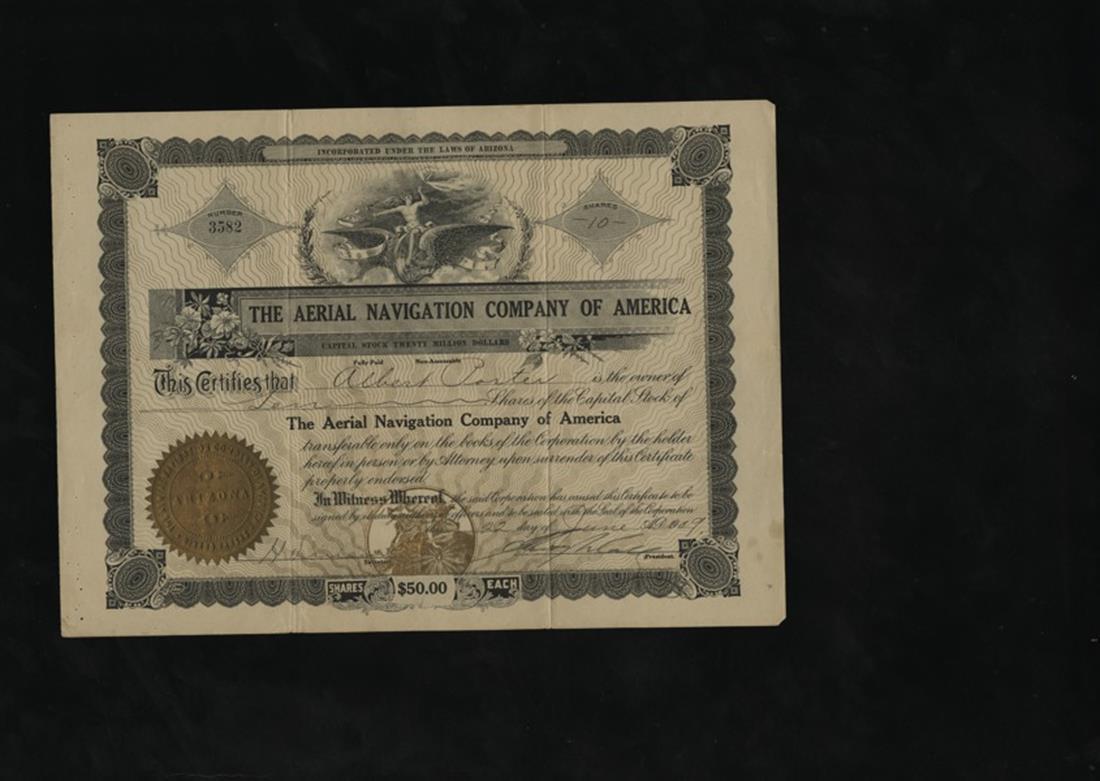 INCORPORATED UNDER THE LAWS OF ARIZONA
NUMBER
3582
SHARES
-10-
THE AERIAL NAVIGATION COMPANY OF AMERICA
CAPITAL STOCK TWENTY MILLION DOLLARS
Fully Paid Non-Assessable
This Certifies that Albert Porter is the owner of
Ten Shares of the Capital Stock of
The Aerial Navigation Company of America
transferable only on the books of the Corporation by the holder
hereof in person or by Attorney upon surrender of this Certificate
properly endorsed.
In Witness Whereof, the said Corporation has caused this Certificate to be
signed by its duly authorized officers and to be sealed with the Seal of the Corporation
22 day of June A.D. 1909
President.
SHARES $50.00 EACH
ARIZONA